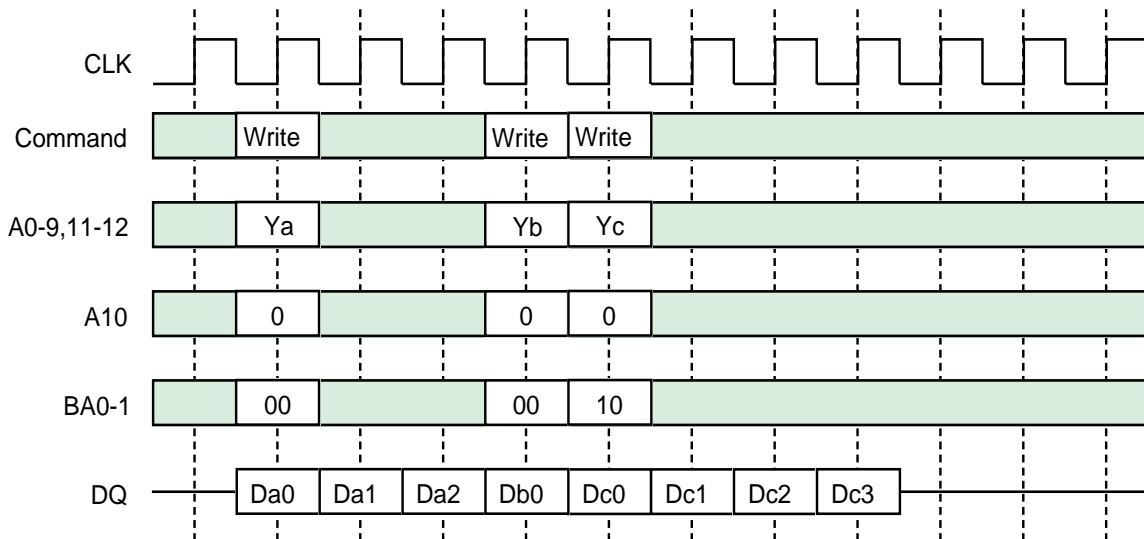 CLK
Command Write Write Write
A0-9,11-12 Ya Yb Yc
A10 0 0 0
BA0-1 00 00 10
DQ Da0 Da1 Da2 Db0 Dc0 Dc1 Dc2 Dc3